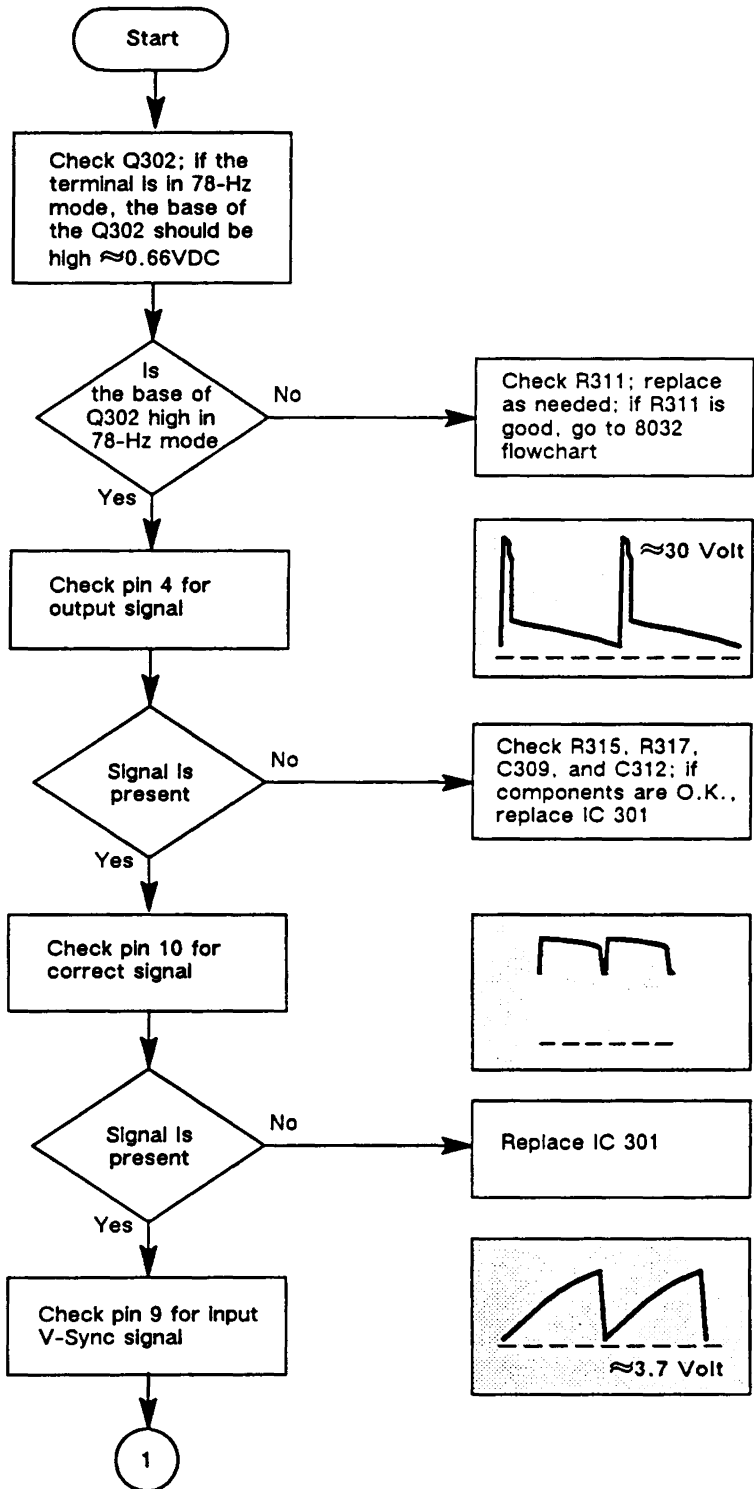 Start
Check Q302; if the
terminal is in 78-Hz
mode, the base of
the Q302 should be
high ≈0.66VDC
Is
the base of
Q302 high in
78-Hz mode
No
Check R311; replace
as needed; if R311 is
good, go to 8032
flowchart
Yes
Check pin 4 for
output signal
≈30 Volt
Signal is
present
No
Check R315, R317,
C309, and C312; if
components are O.K.,
replace IC 301
Yes
Check pin 10 for
correct signal
Signal is
present
No
Replace IC 301
Yes
Check pin 9 for input
V-Sync signal
≈3.7 Volt
1